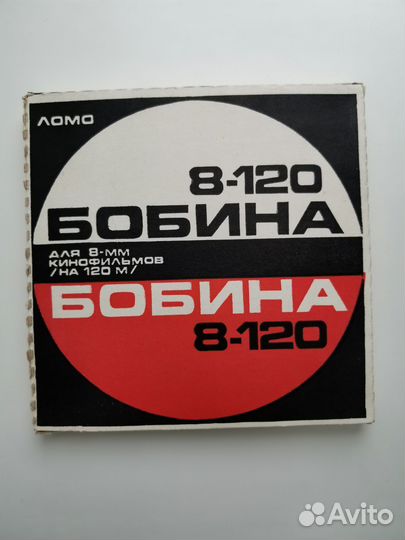 ЛОМО
8-120
БОБИНА
ДЛЯ 8-ММ
КИНОФИЛЬМОВ
/НА 120 М/
БОБИНА
8-120
Avito